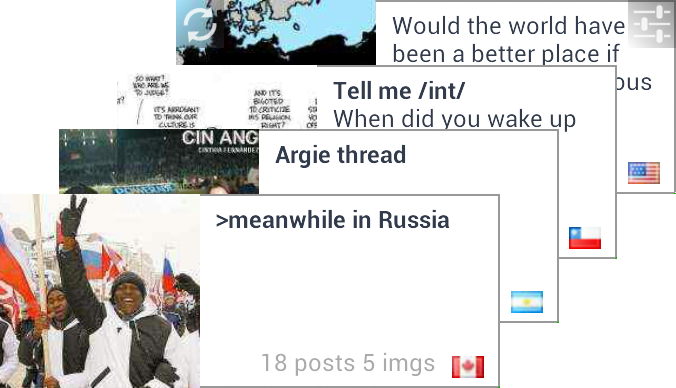 Would the world have
been a better place if
ous
SO WHAT?
WHO ARE WE
TO JUDGE?
IT'S ARROGANT
TO THINK OUR
CULTURE IS
AND IT'S
BIGOTED
TO CRITICIZE
HIS RELIGION,
RIGHT?
Tell me /int/
When did you wake up
CIN ANG
CINTHIA FERNANDEZ
POWERADE
Argie thread
>meanwhile in Russia
18 posts 5 imgs